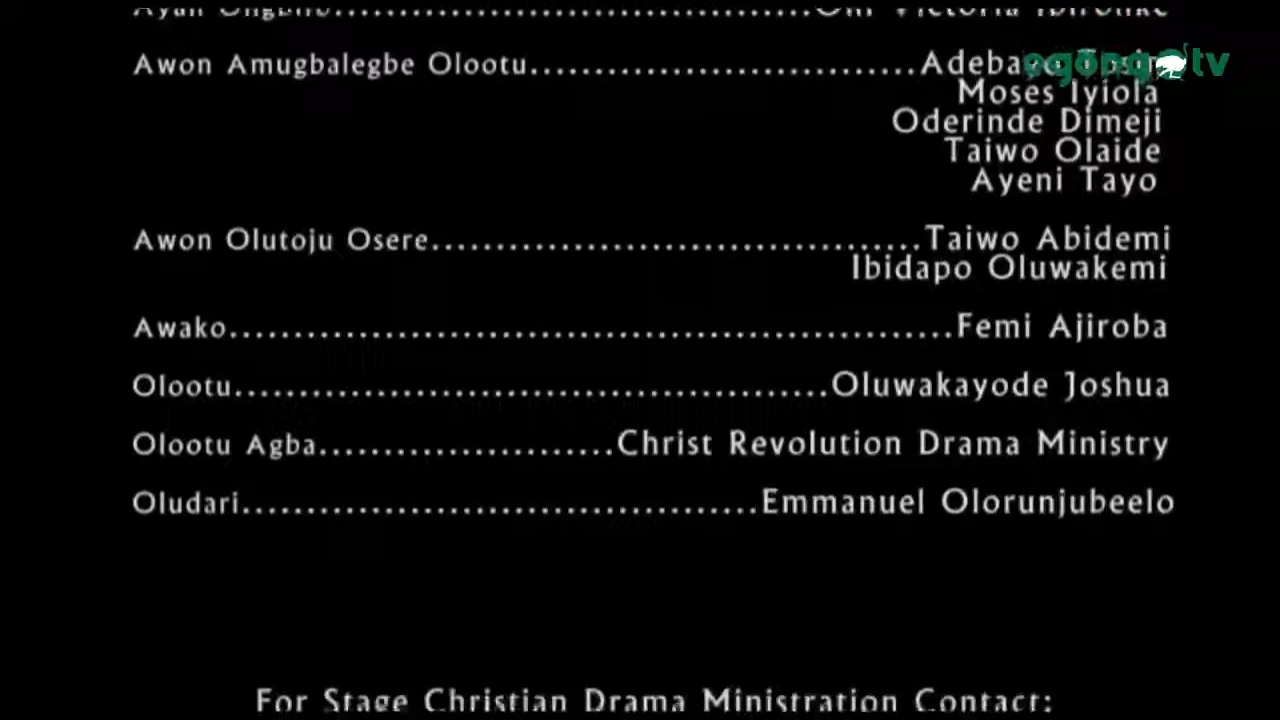 Awon Amugbalegbe Olootu..............................Adebayo
Moses Iyiola
Oderinde Dimeji
Taiwo Olaide
Ayeni Tayo
Awon Olutoju Osere......................................Taiwo Abidemi
Ibidapo Oluwakemi
Awako........................................................Femi Ajiroba
Olootu..............................................Oluwakayode Joshua
Olootu Agba.......................Christ Revolution Drama Ministry
Oludari........................................Emmanuel Olorunjubeelo
For Stage Christian Drama Ministration Contact: